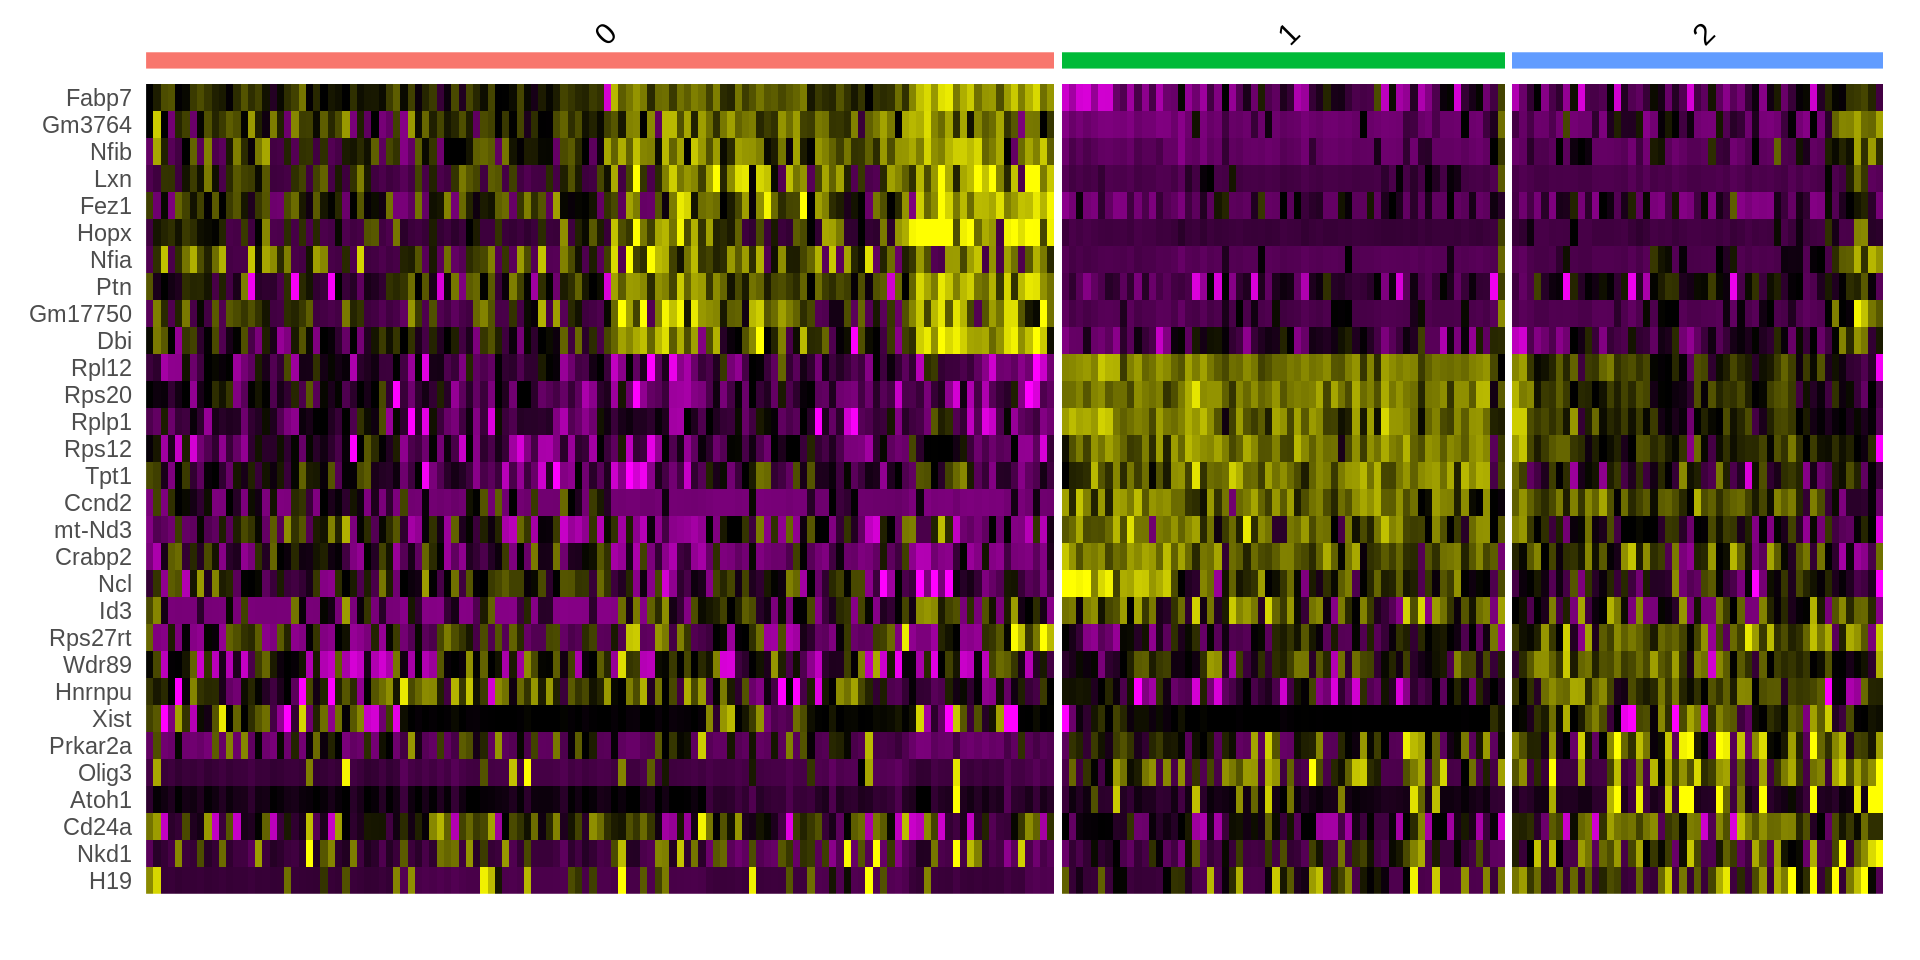 0
1
2
Fabp7
Gm3764
Nfib
Lxn
Fez1
Hopx
Nfia
Ptn
Gm17750
Dbi
Rpl12
Rps20
Rplp1
Rps12
Tpt1
Ccnd2
mt-Nd3
Crabp2
Ncl
Id3
Rps27rt
Wdr89
Hnrnpu
Xist
Prkar2a
Olig3
Atoh1
Cd24a
Nkd1
H19